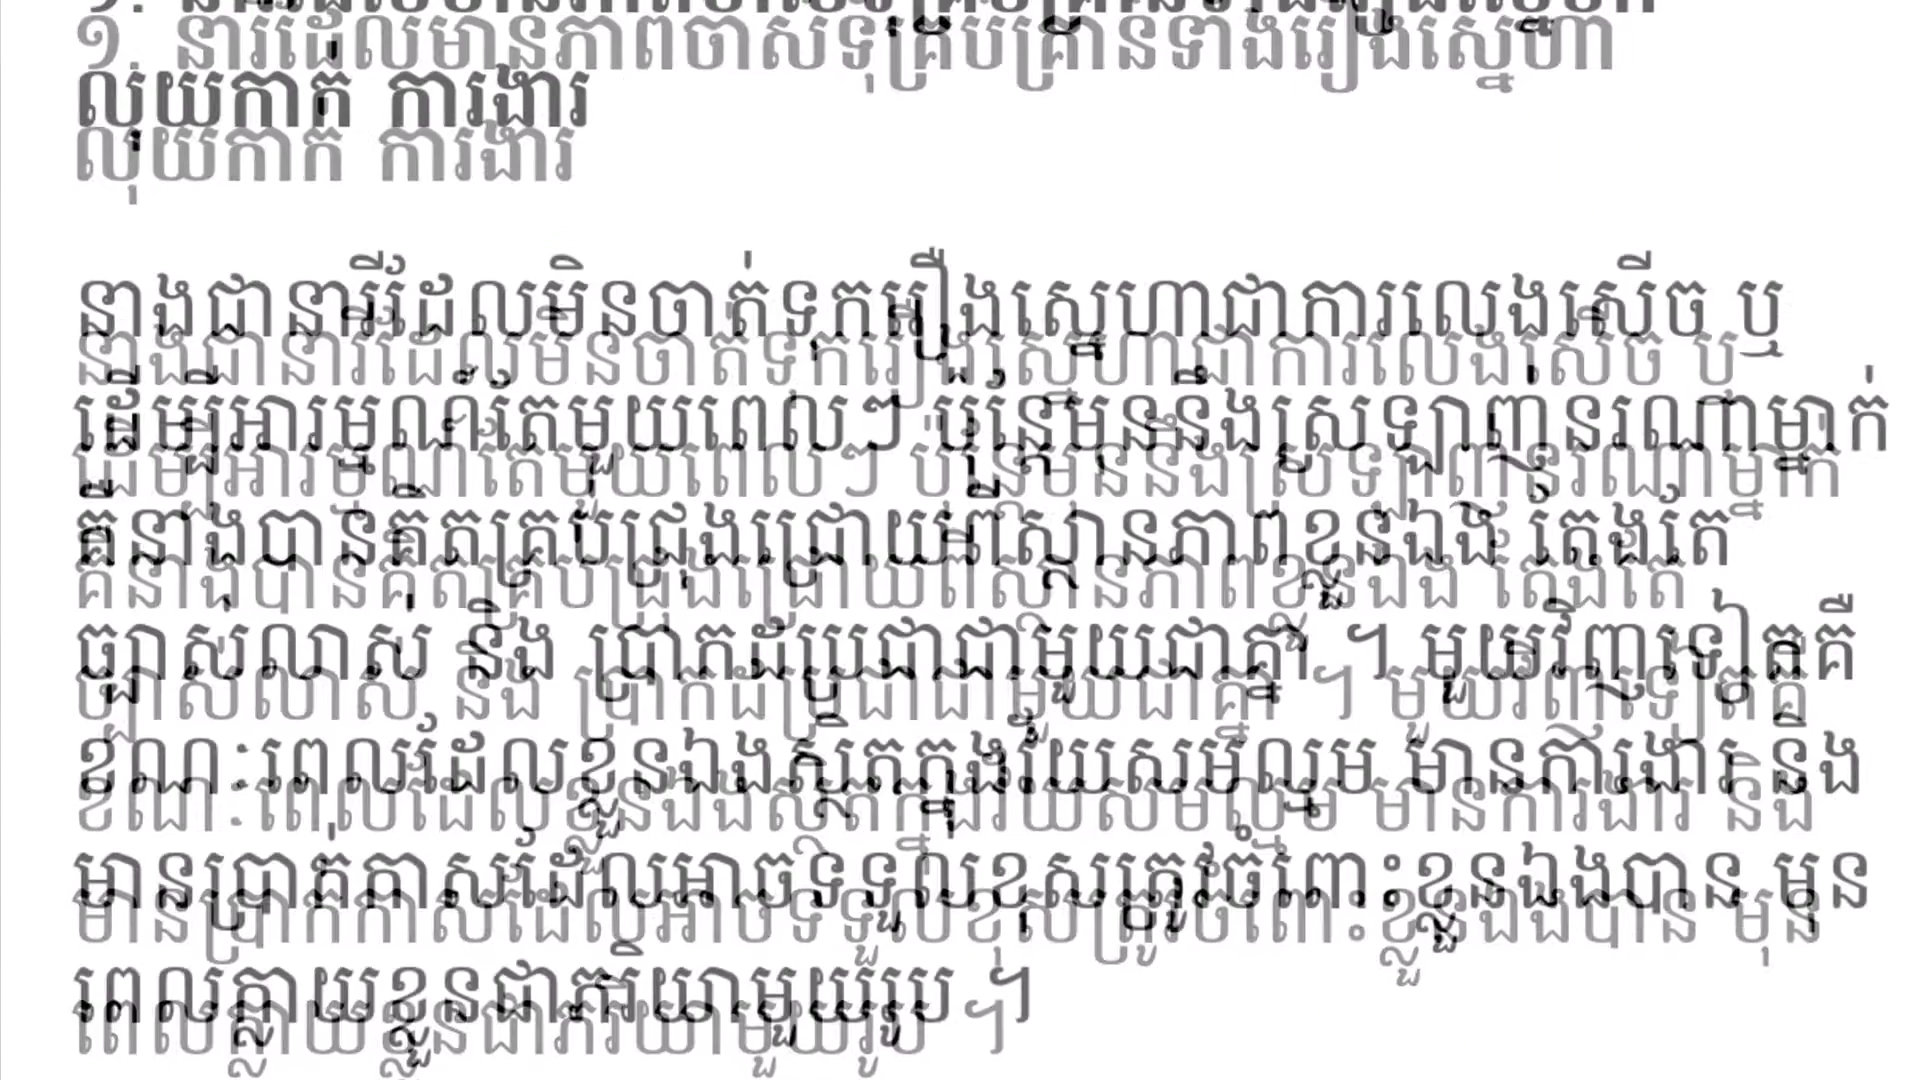 ១. នារីដែលមានភាពចាស់ទុំគ្រប់គ្រាន់ទាំងរឿងស្នេហា
លុយកាក់ ការងារ
នាងជានារីដែលមិនចាត់ទុករឿងស្នេហាជាការលេងសើច ឬ
ដើម្បីអារម្មណ៍តែមួយពេលៗ ប៉ុន្តែមុននឹងស្រឡាញ់នរណាម្នាក់
គឺនាងបានគិតគ្រប់ជ្រុងជ្រោយពីស្ថានភាពខ្លួនឯង តែងតែ
ច្បាស់លាស់ និង ប្រាកដប្រជាជាមួយជាគ្នា ។ មួយវិញទៀតគឺ
ខណៈពេលដែលខ្លួនឯងស្ថិតក្នុងវ័យសមល្មម មានការងារ និង
មានប្រាក់កាសដែលអាចទទួលខុសត្រូវចំពោះខ្លួនឯងបាន មុន
ពេលក្លាយខ្លួនជាភរិយាមួយរូប ។